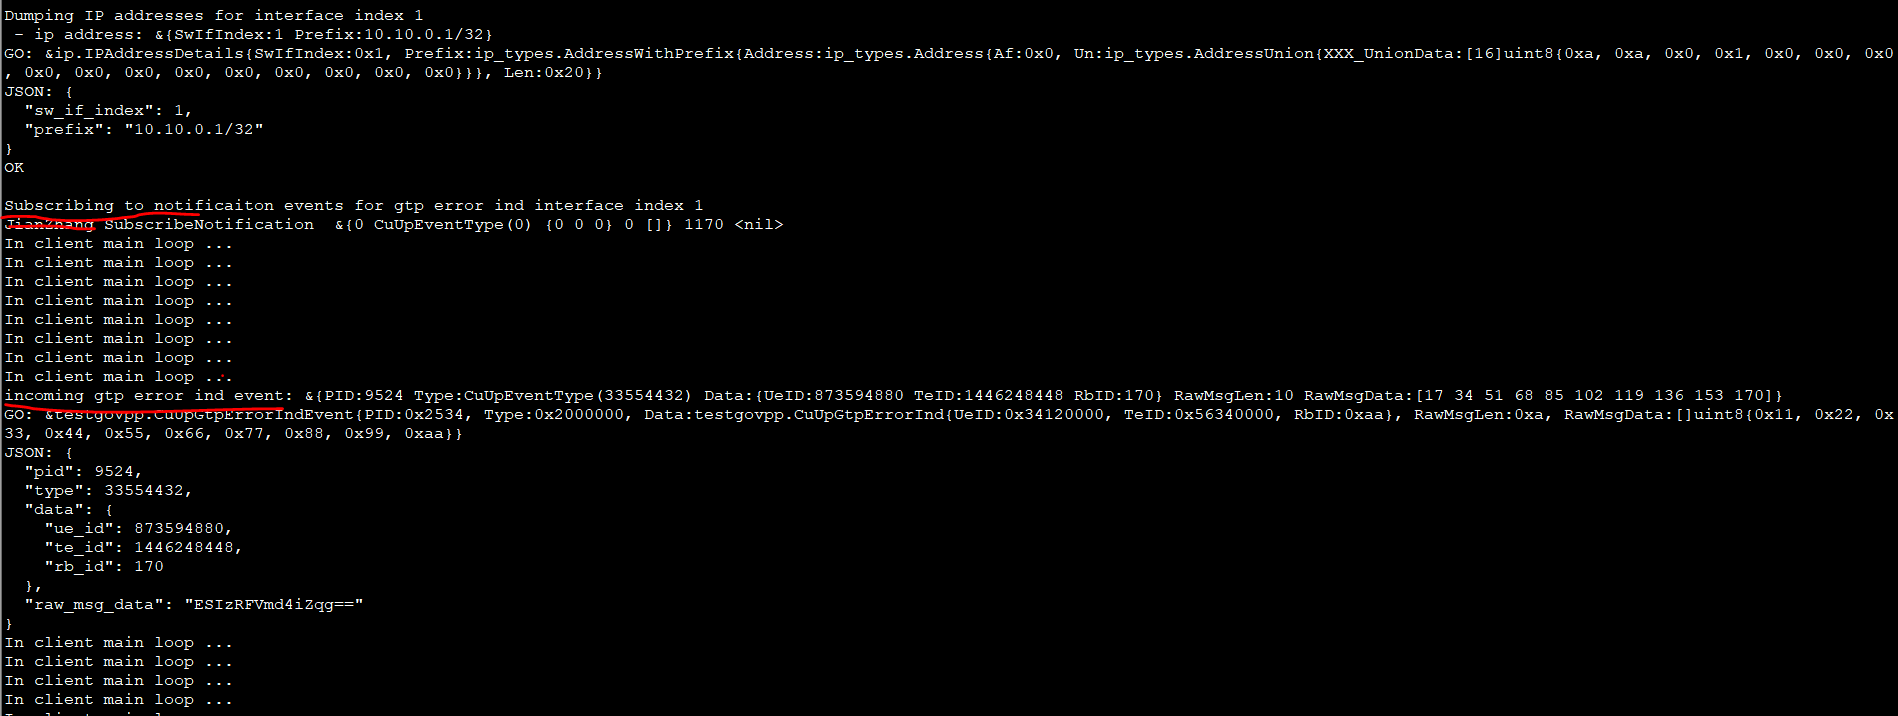 Dumping IP addresses for interface index 1
 - ip address: &{SwIfIndex:1 Prefix:10.10.0.1/32}
GO: &ip.IPAddressDetails{SwIfIndex:0x1, Prefix:ip_types.AddressWithPrefix{Address:ip_types.Address{Af:0x0, Un:ip_types.AddressUnion{XXX_UnionData:[16]uint8{0xa, 0xa, 0x0, 0x1, 0x0, 0x0, 0x0
, 0x0, 0x0, 0x0, 0x0, 0x0, 0x0, 0x0, 0x0, 0x0}}}, Len:0x20}}
JSON: {
  "sw_if_index": 1,
  "prefix": "10.10.0.1/32"
}
OK
Subscribing to notificaiton events for gtp error ind interface index 1
JianZhang SubscribeNotification  &{0 CuUpEventType(0) {0 0 0} 0 []} 1170 <nil>
In client main loop ...
In client main loop ...
In client main loop ...
In client main loop ...
In client main loop ...
In client main loop ...
In client main loop ...
In client main loop ...
incoming gtp error ind event: &{PID:9524 Type:CuUpEventType(33554432) Data:{UeID:873594880 TeID:1446248448 RbID:170} RawMsgLen:10 RawMsgData:[17 34 51 68 85 102 119 136 153 170]}
GO: &testgovpp.CuUpGtpErrorIndEvent{PID:0x2534, Type:0x2000000, Data:testgovpp.CuUpGtpErrorInd{UeID:0x34120000, TeID:0x56340000, RbID:0xaa}, RawMsgLen:0xa, RawMsgData:[]uint8{0x11, 0x22, 0x
33, 0x44, 0x55, 0x66, 0x77, 0x88, 0x99, 0xaa}}
JSON: {
  "pid": 9524,
  "type": 33554432,
  "data": {
    "ue_id": 873594880,
    "te_id": 1446248448,
    "rb_id": 170
  },
  "raw_msg_data": "ESIzRFVmd4iZqg=="
}
In client main loop ...
In client main loop ...
In client main loop ...
In client main loop ...